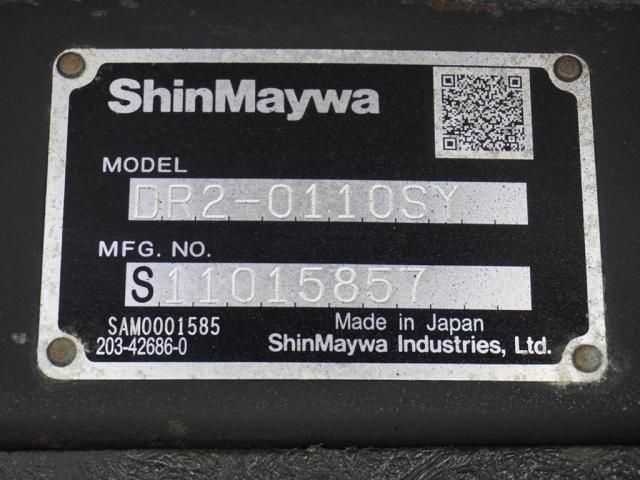 ShinMaywa
MODEL
DR2-0110SY
MFG. NO.
S11015857
SAM0001585
Made in Japan
203-42686-0
ShinMaywa Industries, Ltd.